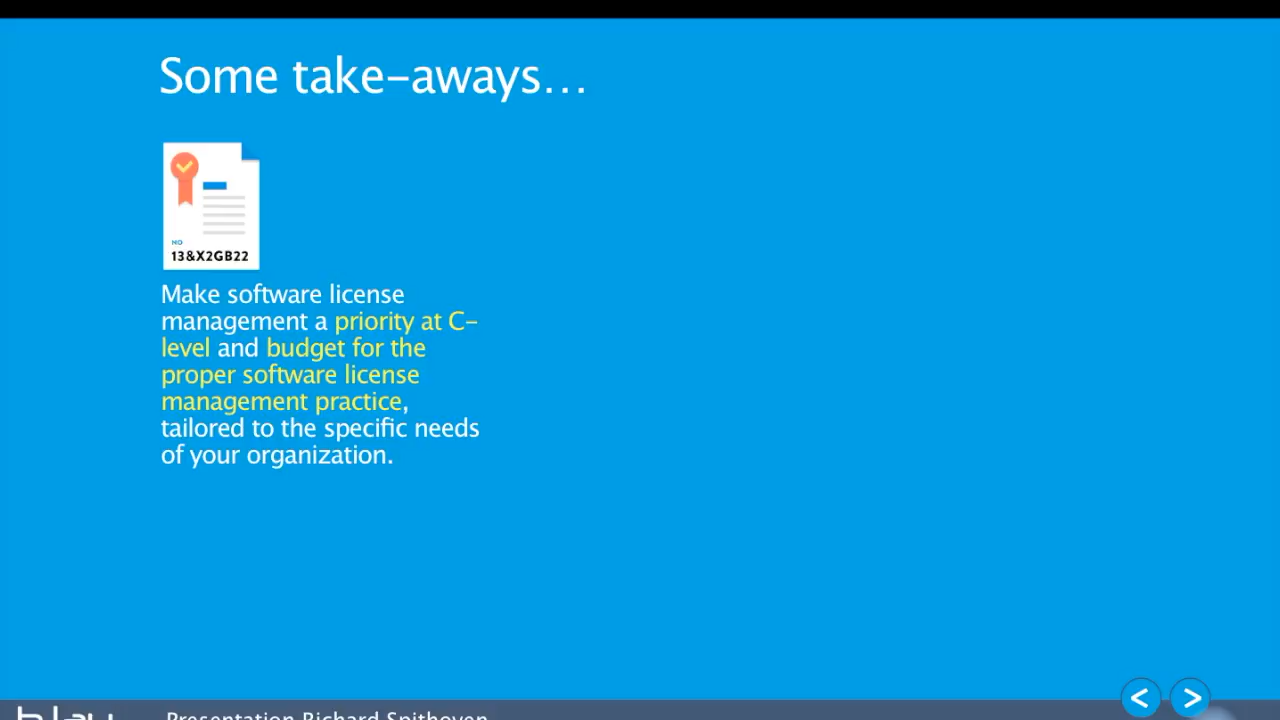 Some take-aways...
NO
13&X2GB22
Make software license
management a priority at C-
level and budget for the
proper software license
management practice,
tailored to the specific needs
of your organization.
Presentation Richard Spithoven